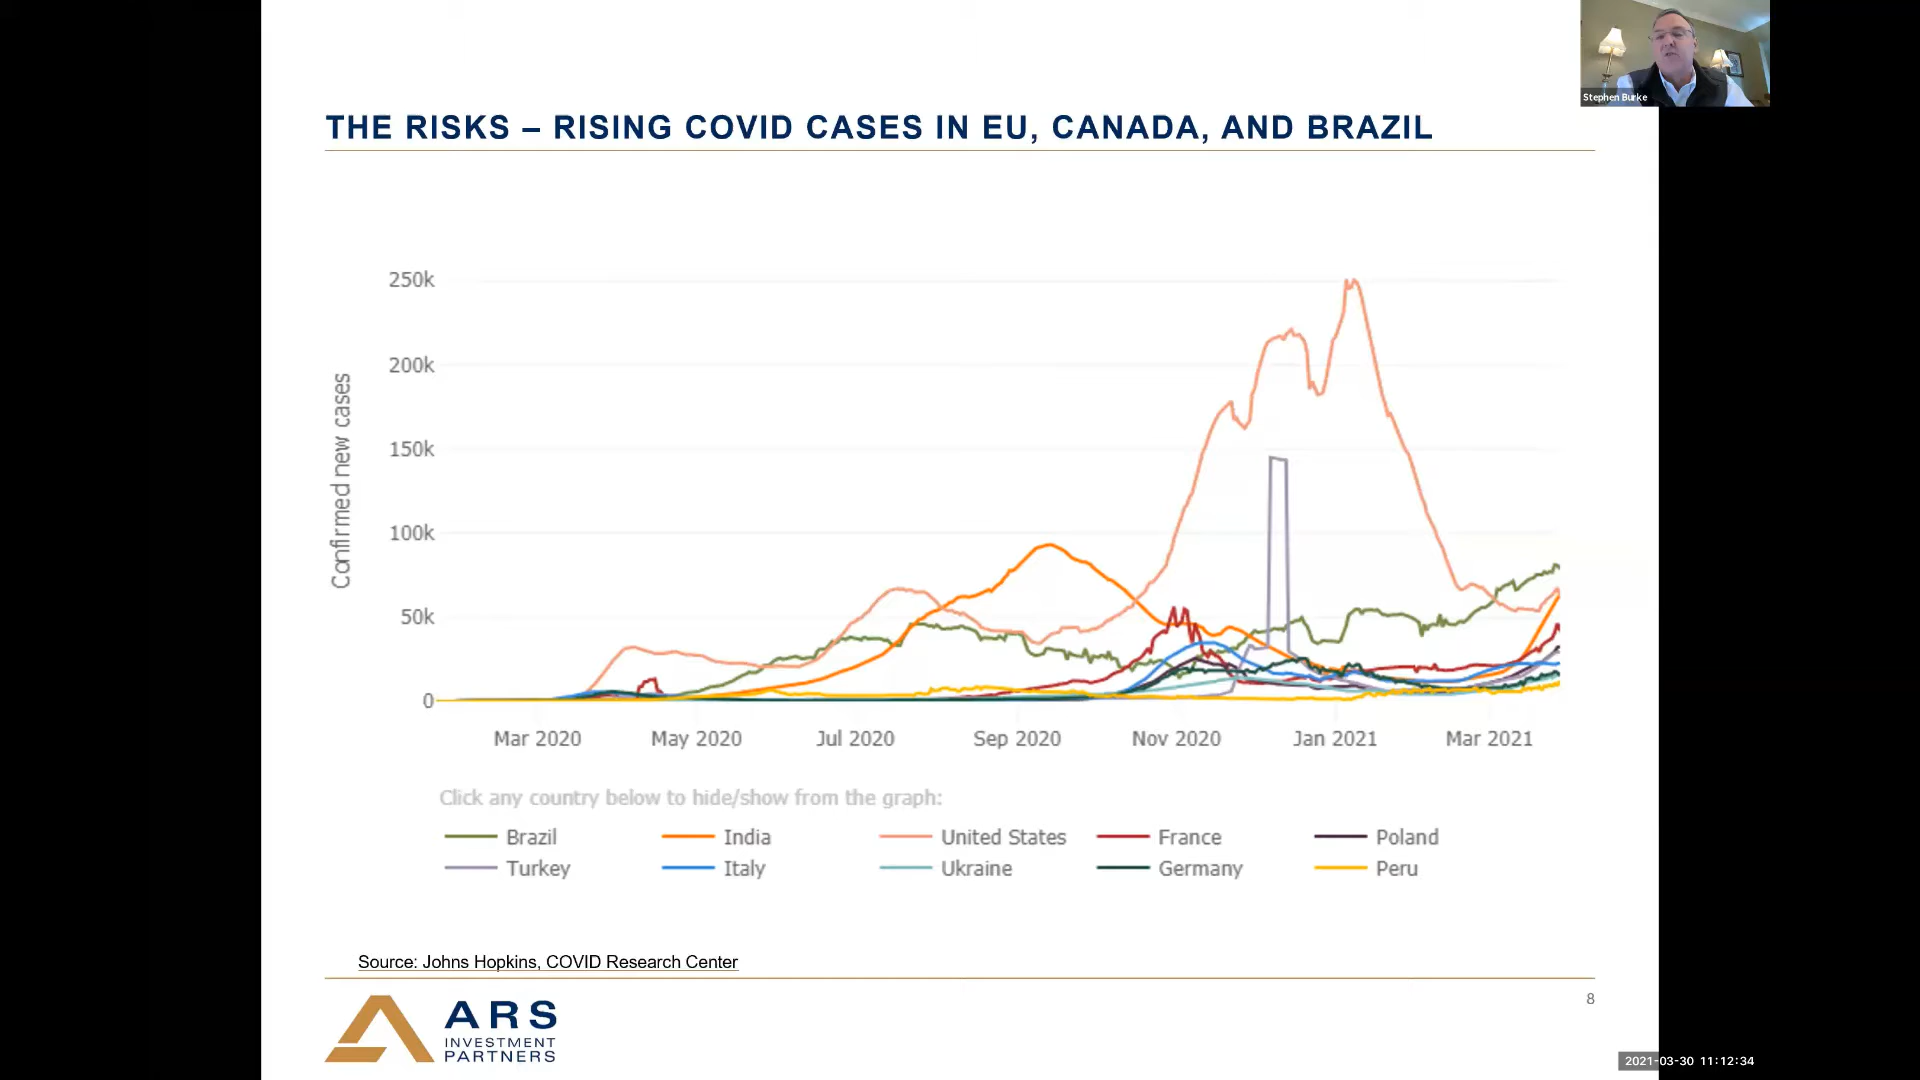 Stephen Burke
THE RISKS – RISING COVID CASES IN EU, CANADA, AND BRAZIL
Confirmed new cases
250k
200k
150k
100k
50k
0
Mar 2020 May 2020 Jul 2020 Sep 2020 Nov 2020 Jan 2021 Mar 2021
Click any country below to hide/show from the graph:
Brazil India United States France Poland
Turkey Italy Ukraine Germany Peru
Source: Johns Hopkins, COVID Research Center
8
ARS
INVESTMENT
PARTNERS
2021-03-30 11:12:34